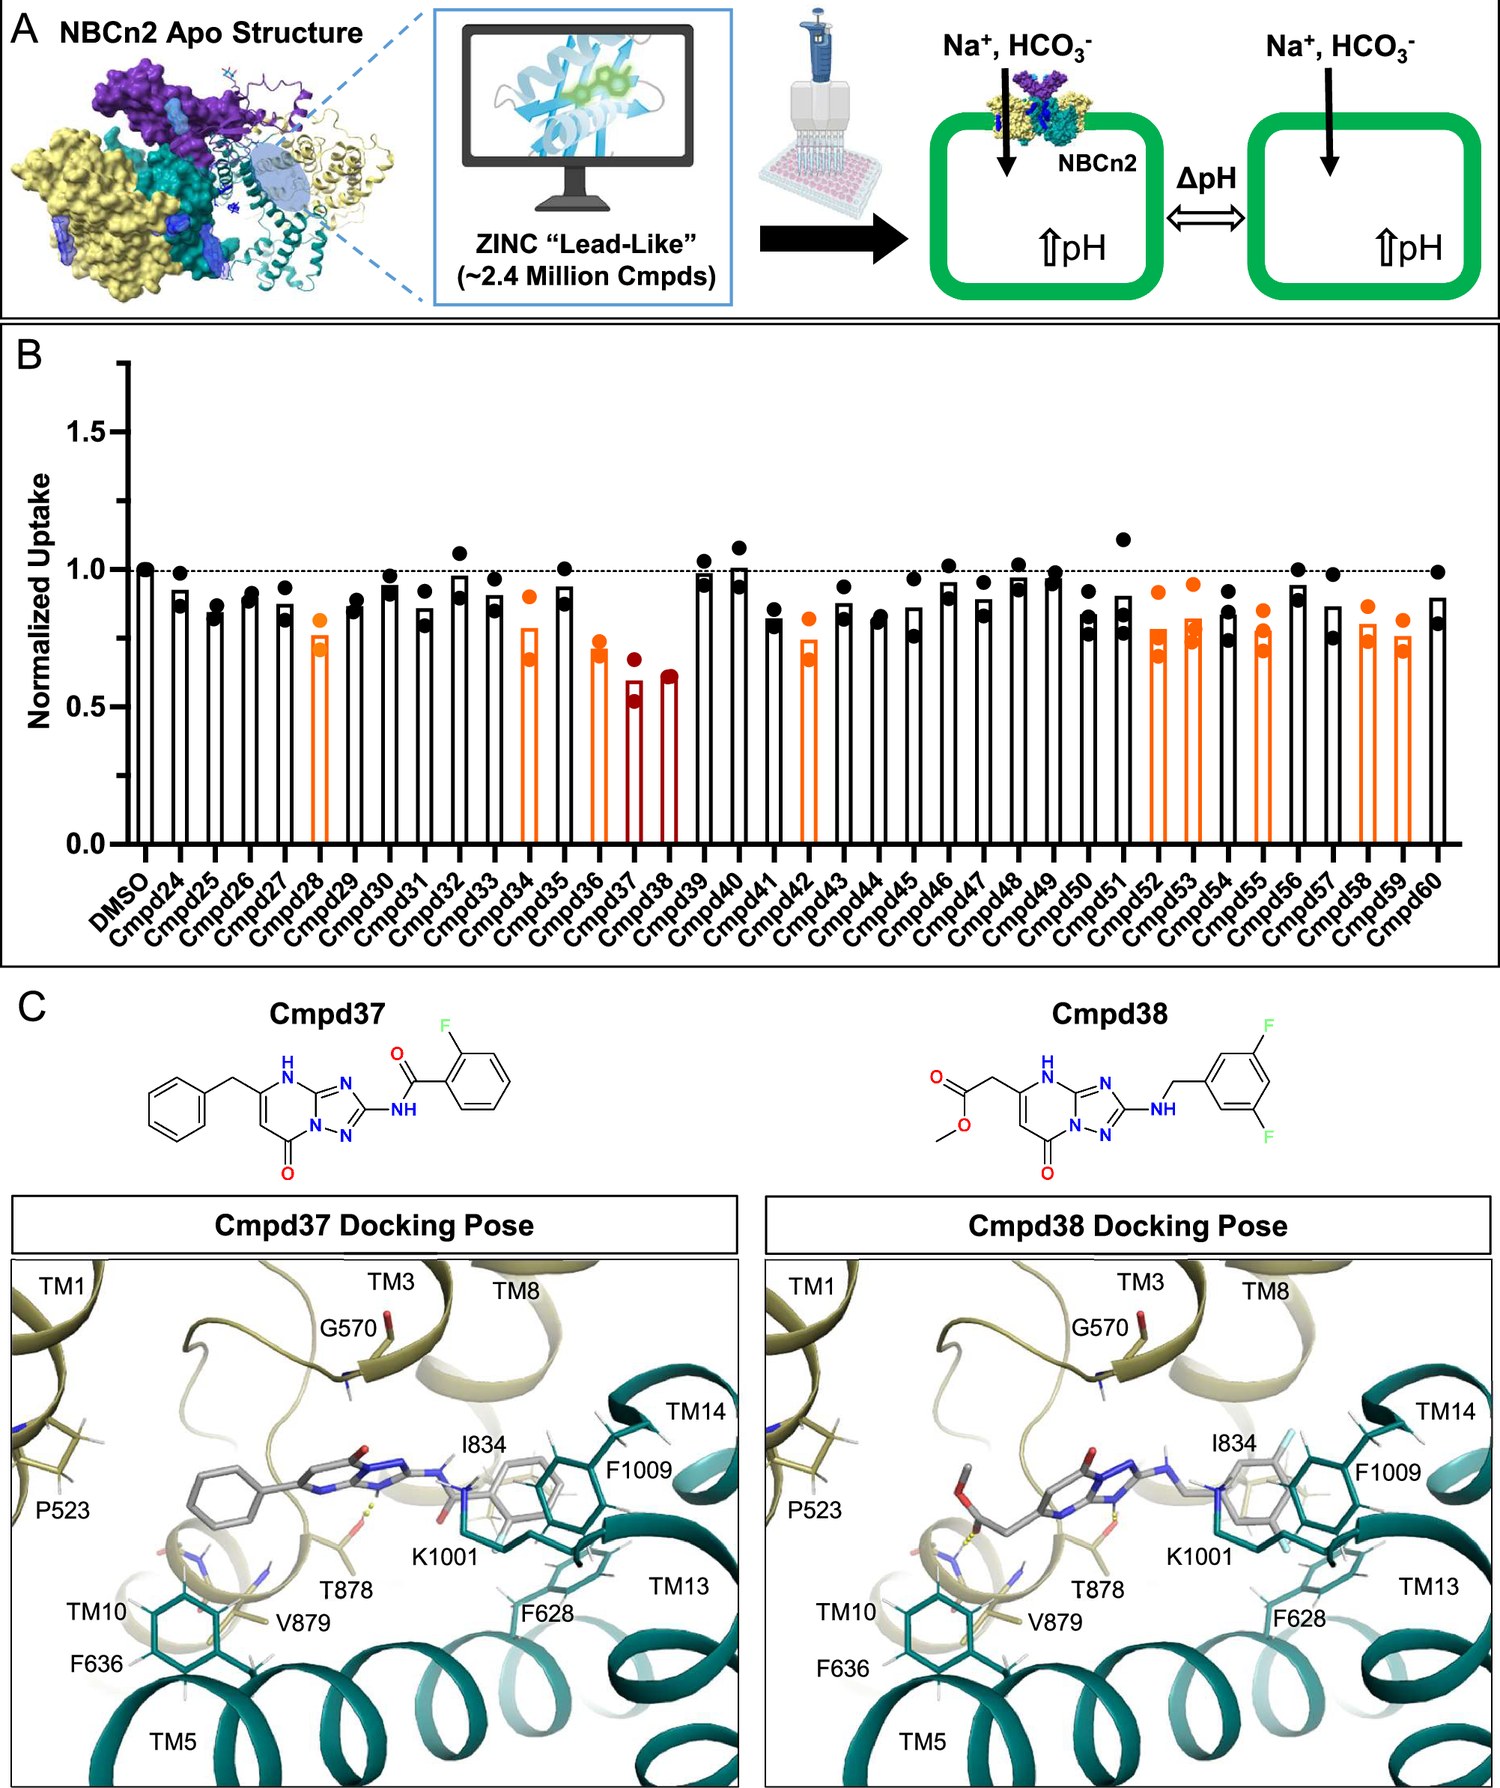 A
NBCn2 Apo Structure
ZINC “Lead-Like”
(~2.4 Million Cmpds)
Na⁺, HCO₃⁻
NBCn2
⇧pH
ΔpH
Na⁺, HCO₃⁻
⇧pH
B
Normalized Uptake
1.5
1.0
0.5
0.0
DMSO
Cmpd24
Cmpd25
Cmpd26
Cmpd27
Cmpd28
Cmpd29
Cmpd30
Cmpd31
Cmpd32
Cmpd33
Cmpd34
Cmpd35
Cmpd36
Cmpd37
Cmpd38
Cmpd39
Cmpd40
Cmpd41
Cmpd42
Cmpd43
Cmpd44
Cmpd45
Cmpd46
Cmpd47
Cmpd48
Cmpd49
Cmpd50
Cmpd51
Cmpd52
Cmpd53
Cmpd54
Cmpd55
Cmpd56
Cmpd57
Cmpd58
Cmpd59
Cmpd60
C
Cmpd37
F
O
H
N
N
NH
N
N
O
Cmpd38
F
O
H
N
N
NH
O
N
N
F
O
Cmpd37 Docking Pose
TM1
TM3
TM8
G570
TM14
I834
F1009
P523
K1001
T878
TM13
TM10
V879
F628
F636
TM5
Cmpd38 Docking Pose
TM1
TM3
TM8
G570
TM14
I834
F1009
P523
K1001
T878
TM13
TM10
V879
F628
F636
TM5